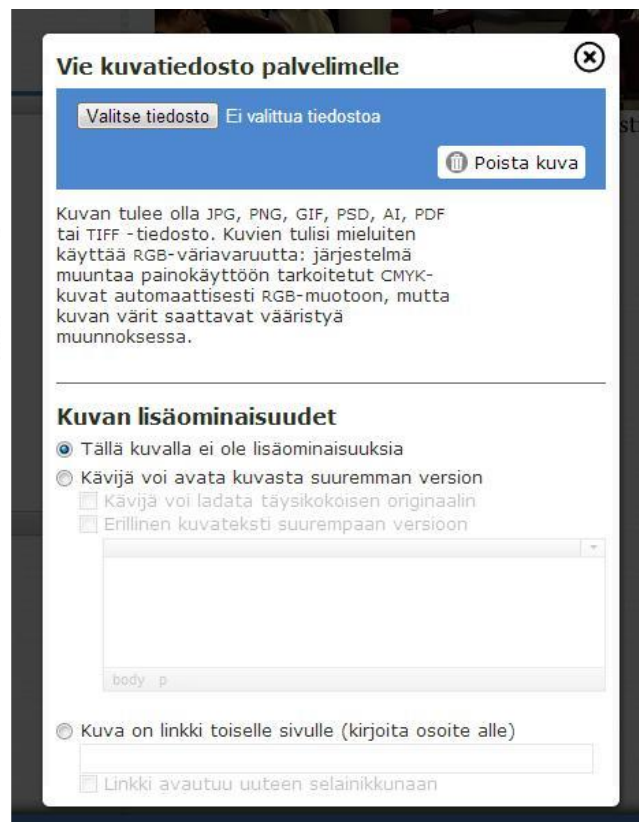 Vie kuvatiedosto palvelimelle
Valitse tiedosto Ei valittua tiedostoa
Poista kuva
Kuvan tulee olla JPG, PNG, GIF, PSD, AI, PDF
tai TIFF -tiedosto. Kuvien tulisi mieluiten
käyttää RGB-väriavaruutta: järjestelmä
muuntaa painokäyttöön tarkoitetut CMYK-
kuvat automaattisesti RGB-muotoon, mutta
kuvan värit saattavat vääristyä
muunnoksessa.
Kuvan lisäominaisuudet
Tällä kuvalla ei ole lisäominaisuuksia
Kävijä voi avata kuvasta suuremman version
Kävijä voi ladata täysikokoisen originaalin
Erillinen kuvateksti suurempaan versioon
body p
Kuva on linkki toiselle sivulle (kirjoita osoite alle)
Linkki avautuu uuteen selainikkunaan